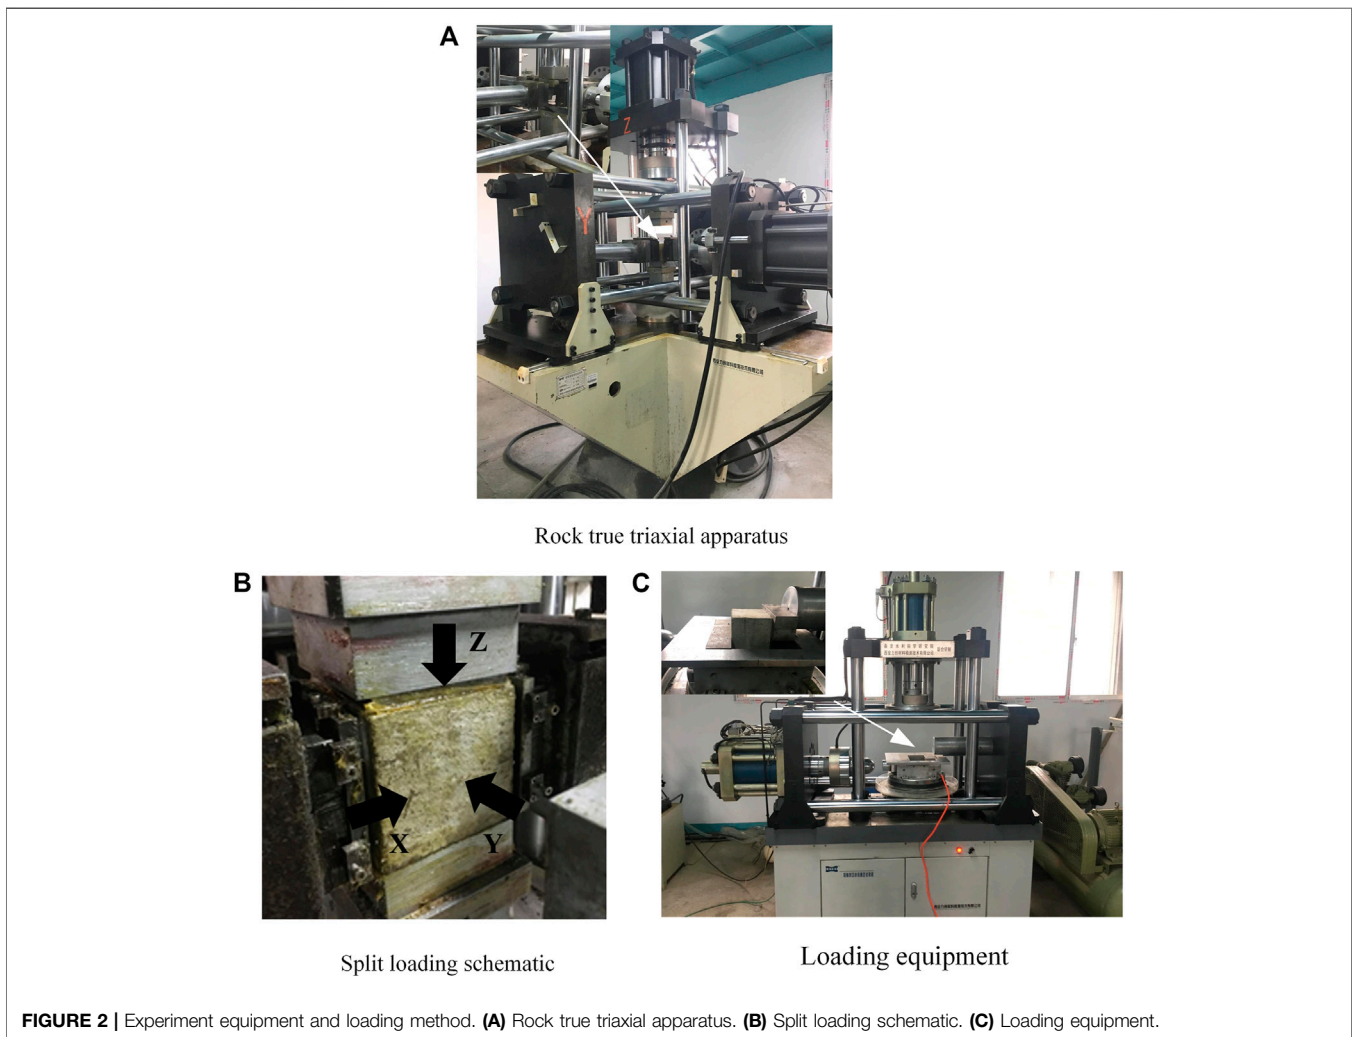 A
Z
Y
Rock true triaxial apparatus
B
Z
X
Y
Split loading schematic
C
Loading equipment
FIGURE 2 | Experiment equipment and loading method. (A) Rock true triaxial apparatus. (B) Split loading schematic. (C) Loading equipment.